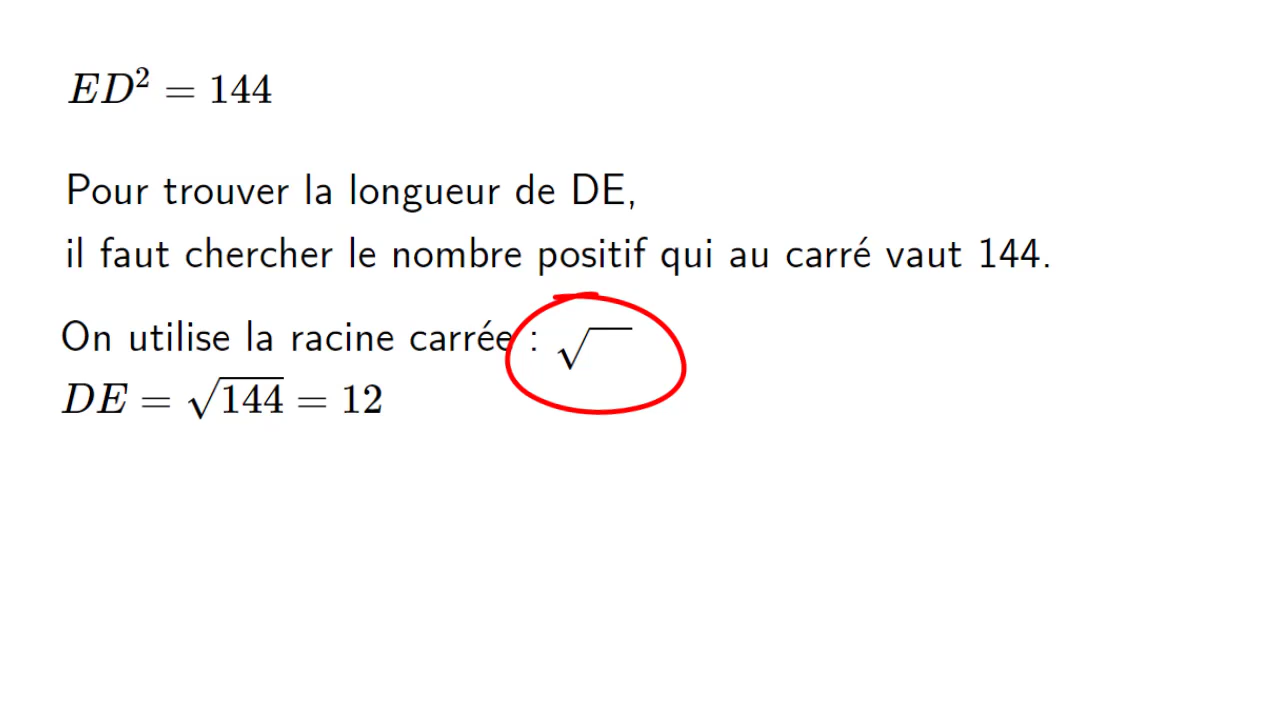 ED² = 144
Pour trouver la longueur de DE,
il faut chercher le nombre positif qui au carré vaut 144.
On utilise la racine carrée : √
DE = √144 = 12